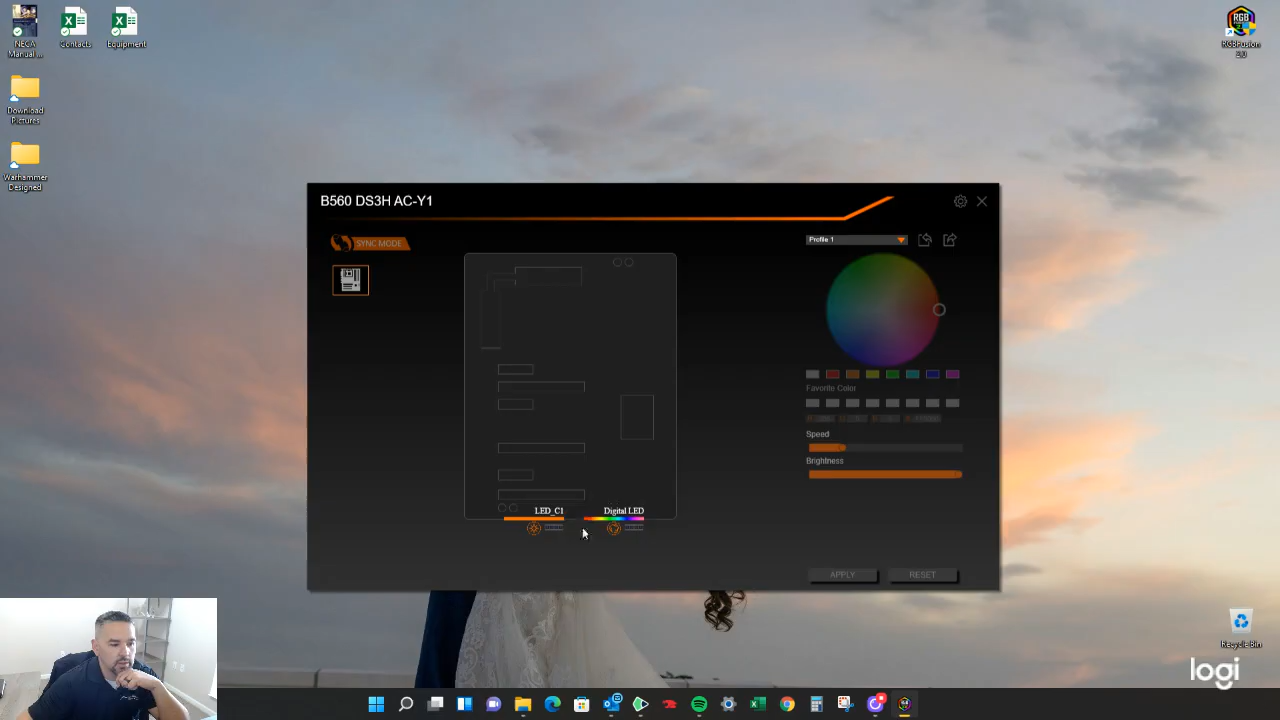 NECA
Manual ...
Contacts
Equipment
Download
Pictures
Warhammer
Designed
RGB
RGBFusion
2.0
B560 DS3H AC-Y1
SYNC MODE
Profile 1
Favorite Color
Speed
Brightness
LED_C1
Digital LED
APPLY
RESET
Recycle Bin
logi